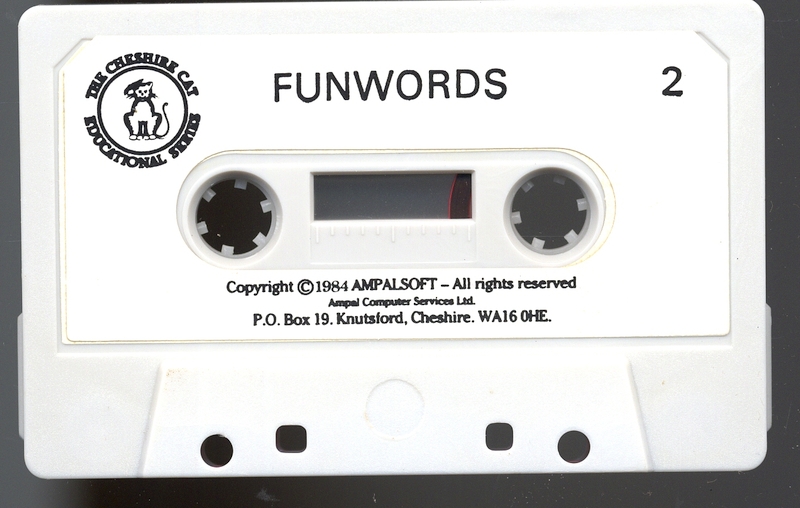 THE CHESHIRE CAT
EDUCATIONAL SERIES
FUNWORDS
2
Copyright ©1984 AMPALSOFT – All rights reserved
Ampal Computer Services Ltd.
P.O. Box 19. Knutsford, Cheshire. WA16 0HE.